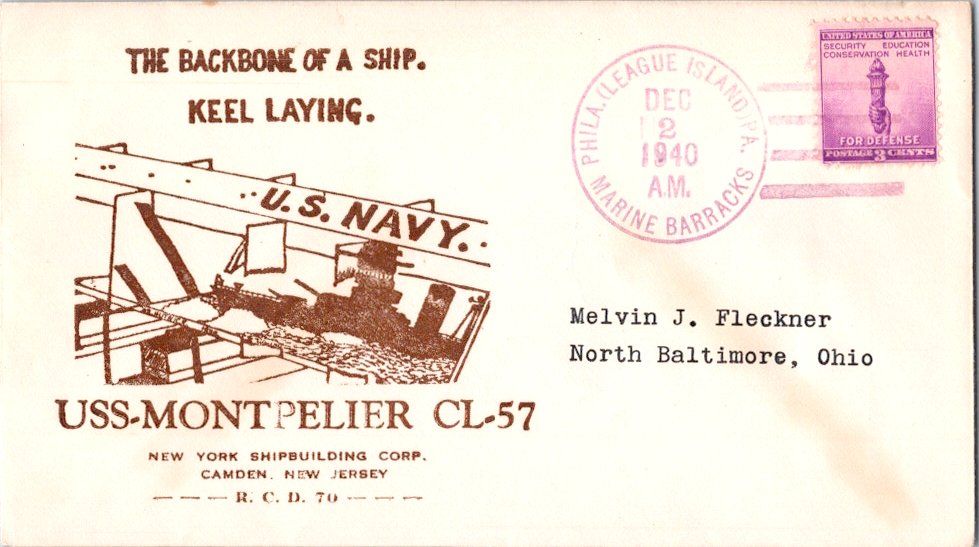 THE BACKBONE OF A SHIP.
KEEL LAYING.
U.S. NAVY.
USS-MONTPELIER CL-57
NEW YORK SHIPBUILDING CORP.
CAMDEN, NEW JERSEY
--- R. C. D. 70 ----
PHILA.(LEAGUE ISLAND)PA.
DEC
2
1940
A.M.
MARINE BARRACKS
UNITED STATES OF AMERICA
SECURITY EDUCATION
CONSERVATION HEALTH
FOR DEFENSE
POSTAGE 3 CENTS
Melvin J. Fleckner
North Baltimore, Ohio